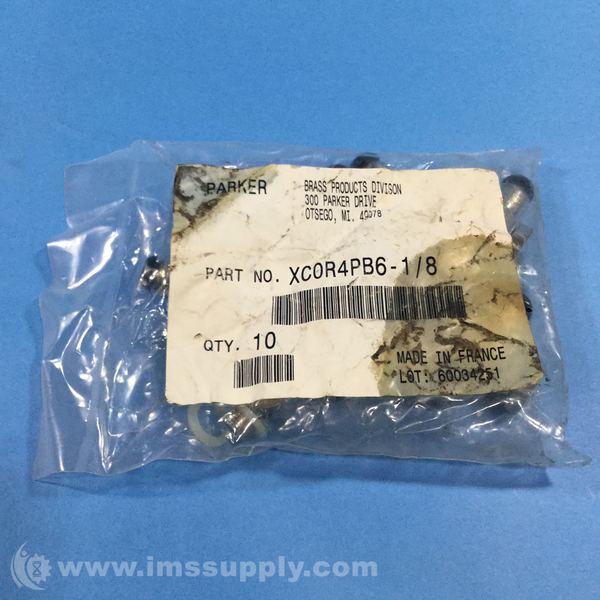 PARKER
BRASS PRODUCTS DIVISON
300 PARKER DRIVE
OTSEGO, MI. 49078
PART NO. XCOR4PB6-1/8
QTY. 10
MADE IN FRANCE
LOT: 60034251
www.imssupply.com